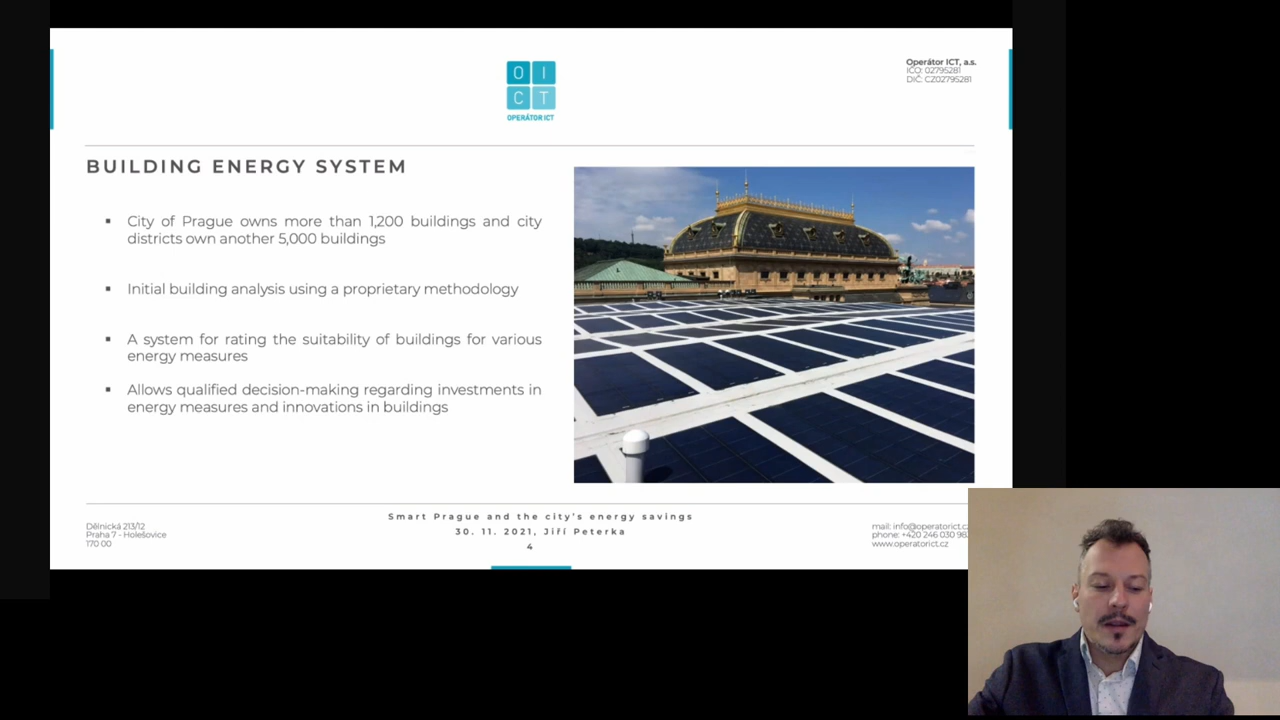 O I
C T
OPERÁTOR ICT
Operátor ICT, a.s.
IČO: 02795281
DIČ: CZ02795281
BUILDING ENERGY SYSTEM
▪ City of Prague owns more than 1,200 buildings and city
districts own another 5,000 buildings
▪ Initial building analysis using a proprietary methodology
▪ A system for rating the suitability of buildings for various
energy measures
▪ Allows qualified decision-making regarding investments in
energy measures and innovations in buildings
Dělnická 213/12
Praha 7 - Holešovice
170 00
Smart Prague and the city's energy savings
30. 11. 2021, Jiří Peterka
4
mail: info@operatorict.cz
phone: +420 246 030 98
www.operatorict.cz